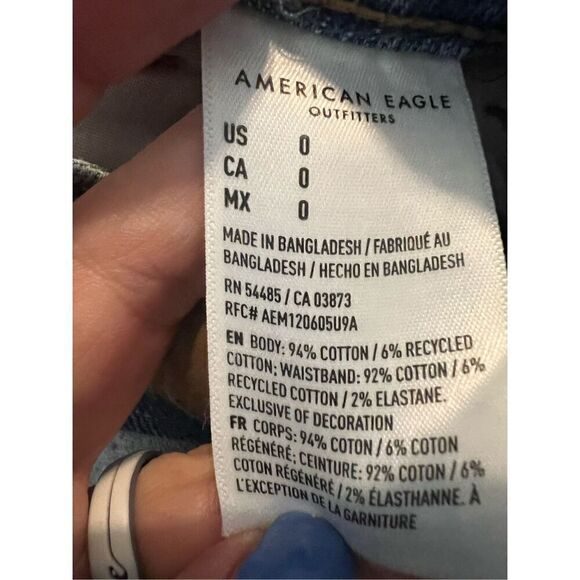 AMERICAN EAGLE
OUTFITTERS
US 0
CA 0
MX 0
MADE IN BANGLADESH / FABRIQUÉ AU
BANGLADESH / HECHO EN BANGLADESH
RN 54485 / CA 03873
RFC# AEM120605U9A
EN BODY: 94% COTTON / 6% RECYCLED
COTTON; WAISTBAND: 92% COTTON / 6%
RECYCLED COTTON / 2% ELASTANE.
EXCLUSIVE OF DECORATION
FR CORPS: 94% COTON / 6% COTON
RÉGÉNÉRÉ; CEINTURE: 92% COTON / 6%
COTON RÉGÉNÉRÉ / 2% ÉLASTHANNE. À
L'EXCEPTION DE LA GARNITURE